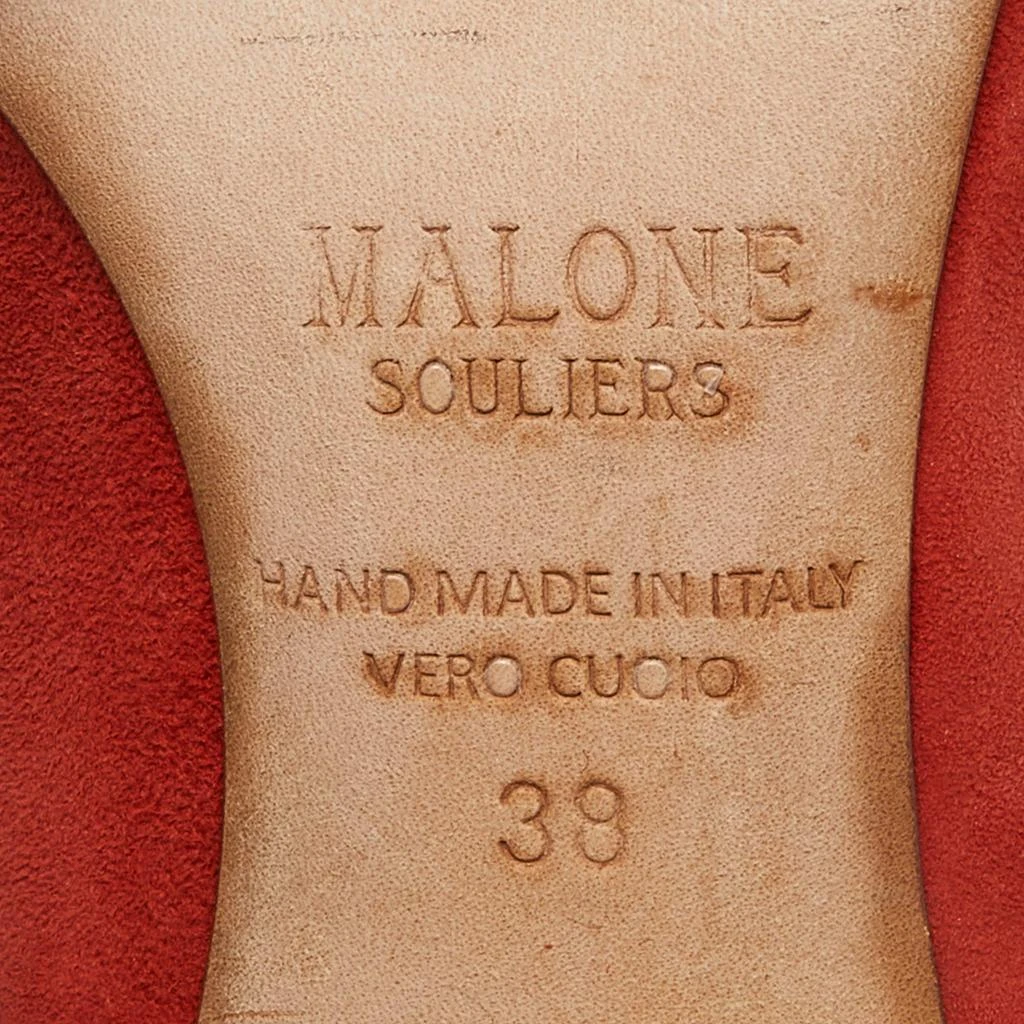 MALONE
SOULIERS
HAND MADE IN ITALY
VERO CUOIO
38